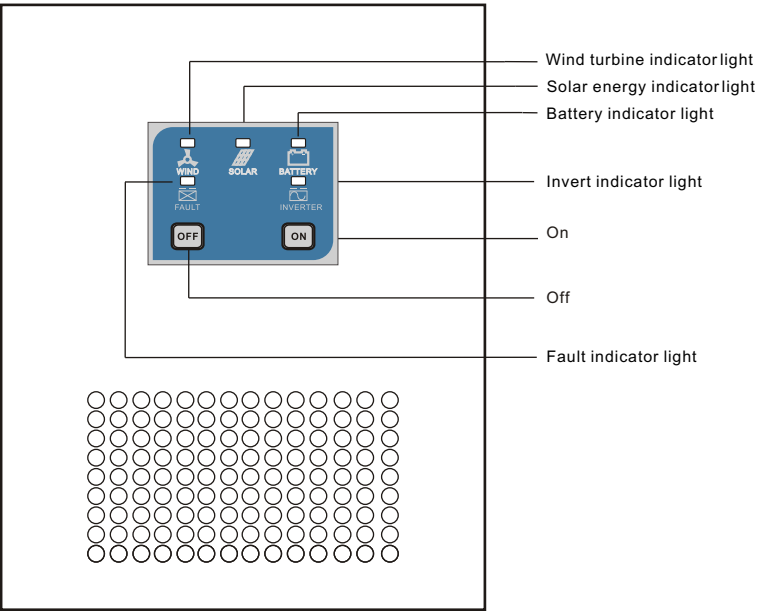 Wind turbine indicator light
Solar energy indicator light
Battery indicator light
WIND
SOLAR
BATTERY
Invert indicator light
FAULT
INVERTER
OFF
ON
On
Off
Fault indicator light